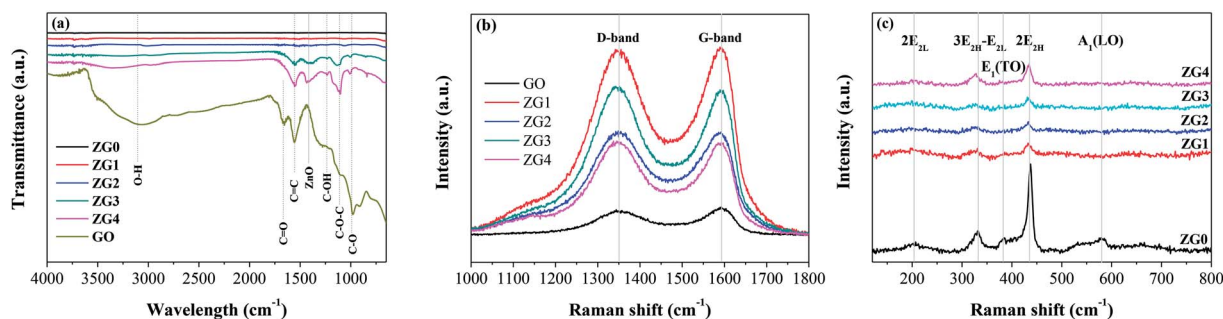 (a)
Transmittance (a.u.)
ZG0
ZG1
ZG2
ZG3
ZG4
GO
O-H
C=O
C=C
ZnO
C-OH
C-O-C
C-O
4000 3500 3000 2500 2000 1500 1000
Wavelength (cm⁻¹)
(b)
D-band G-band
Intensity (a.u.)
GO
ZG1
ZG2
ZG3
ZG4
1000 1100 1200 1300 1400 1500 1600 1700 1800
Raman shift (cm⁻¹)
(c)
2E₂L 3E₂H-E₂L 2E₂H A₁(LO)
E₁(TO)
Intensity (a.u.)
ZG4
ZG3
ZG2
ZG1
ZG0
200 300 400 500 600 700 800
Raman shift (cm⁻¹)